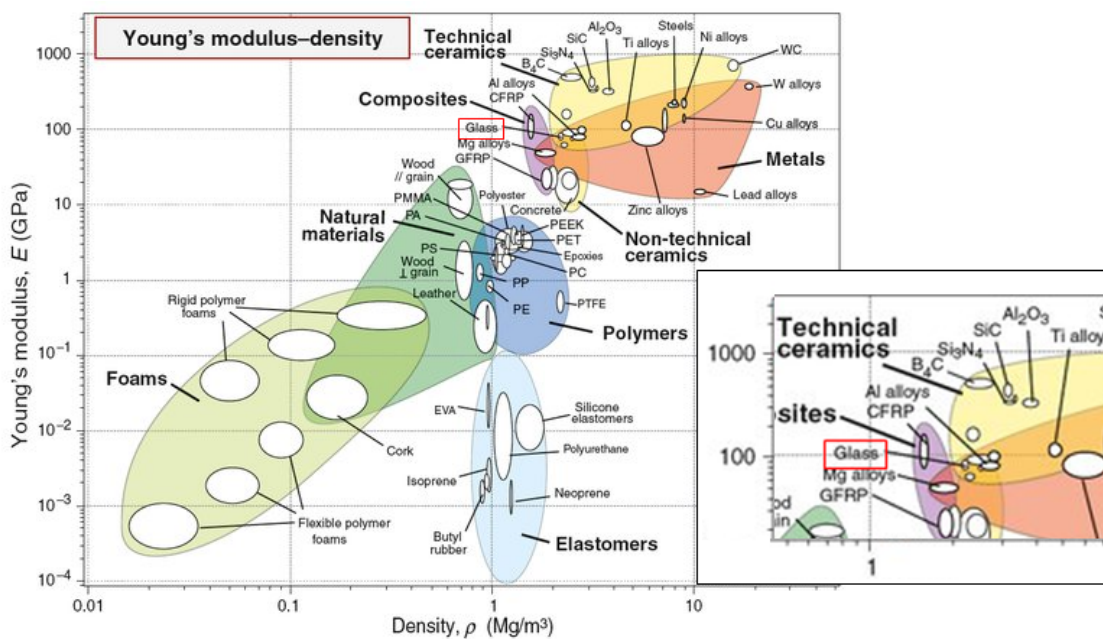 Young's modulus–density
Technical
ceramics
Composites
Natural
materials
Foams
Metals
Non-technical
ceramics
Polymers
Elastomers
Al₂O₃
SiC
Si₃N₄
B₄C
Steels
Ti alloys
Ni alloys
WC
W alloys
Cu alloys
Lead alloys
Zinc alloys
Al alloys
CFRP
Glass
Mg alloys
GFRP
Wood
// grain
PMMA
PA
Polyester
Concrete
PEEK
PET
Epoxies
PC
PS
Wood
⊥ grain
Leather
PP
PE
PTFE
Rigid polymer
foams
Cork
Flexible polymer
foams
EVA
Silicone
elastomers
Polyurethane
Isoprene
Neoprene
Butyl
rubber
Young's modulus, E (GPa)
1000
100
10
1
10⁻¹
10⁻²
10⁻³
10⁻⁴
0.01
0.1
1
10
Density, ρ (Mg/m³)
Technical
ceramics
Al₂O₃
SiC
Si₃N₄
B₄C
S
Ti alloy
1000
sites
Al alloys
CFRP
Glass
Mg alloys
GFRP
100
od
in
1